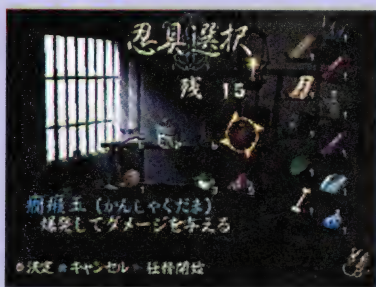 忍具選択
残 15
癇癪玉(かんしゃくだま)
爆発してダメージを与える
決定 キャンセル 任務開始